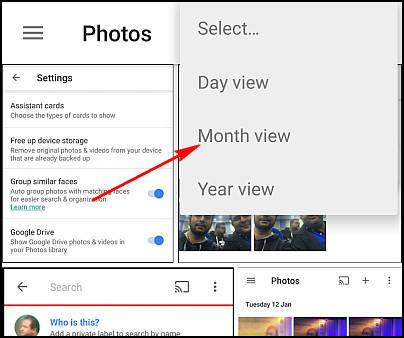 Photos
Select...
Day view
Month view
Year view
Settings
Assistant cards
Choose the types of cards to show
Free up device storage
Remove original photos & videos from your device
that are already backed up
Group similar faces
Auto group photos with matching faces
for easier search & organization
Learn more
Google Drive
Show Google Drive photos & videos in
your Photos library
Search
Who is this?
Add a private label to search by name
Photos
Tuesday 12 Jan